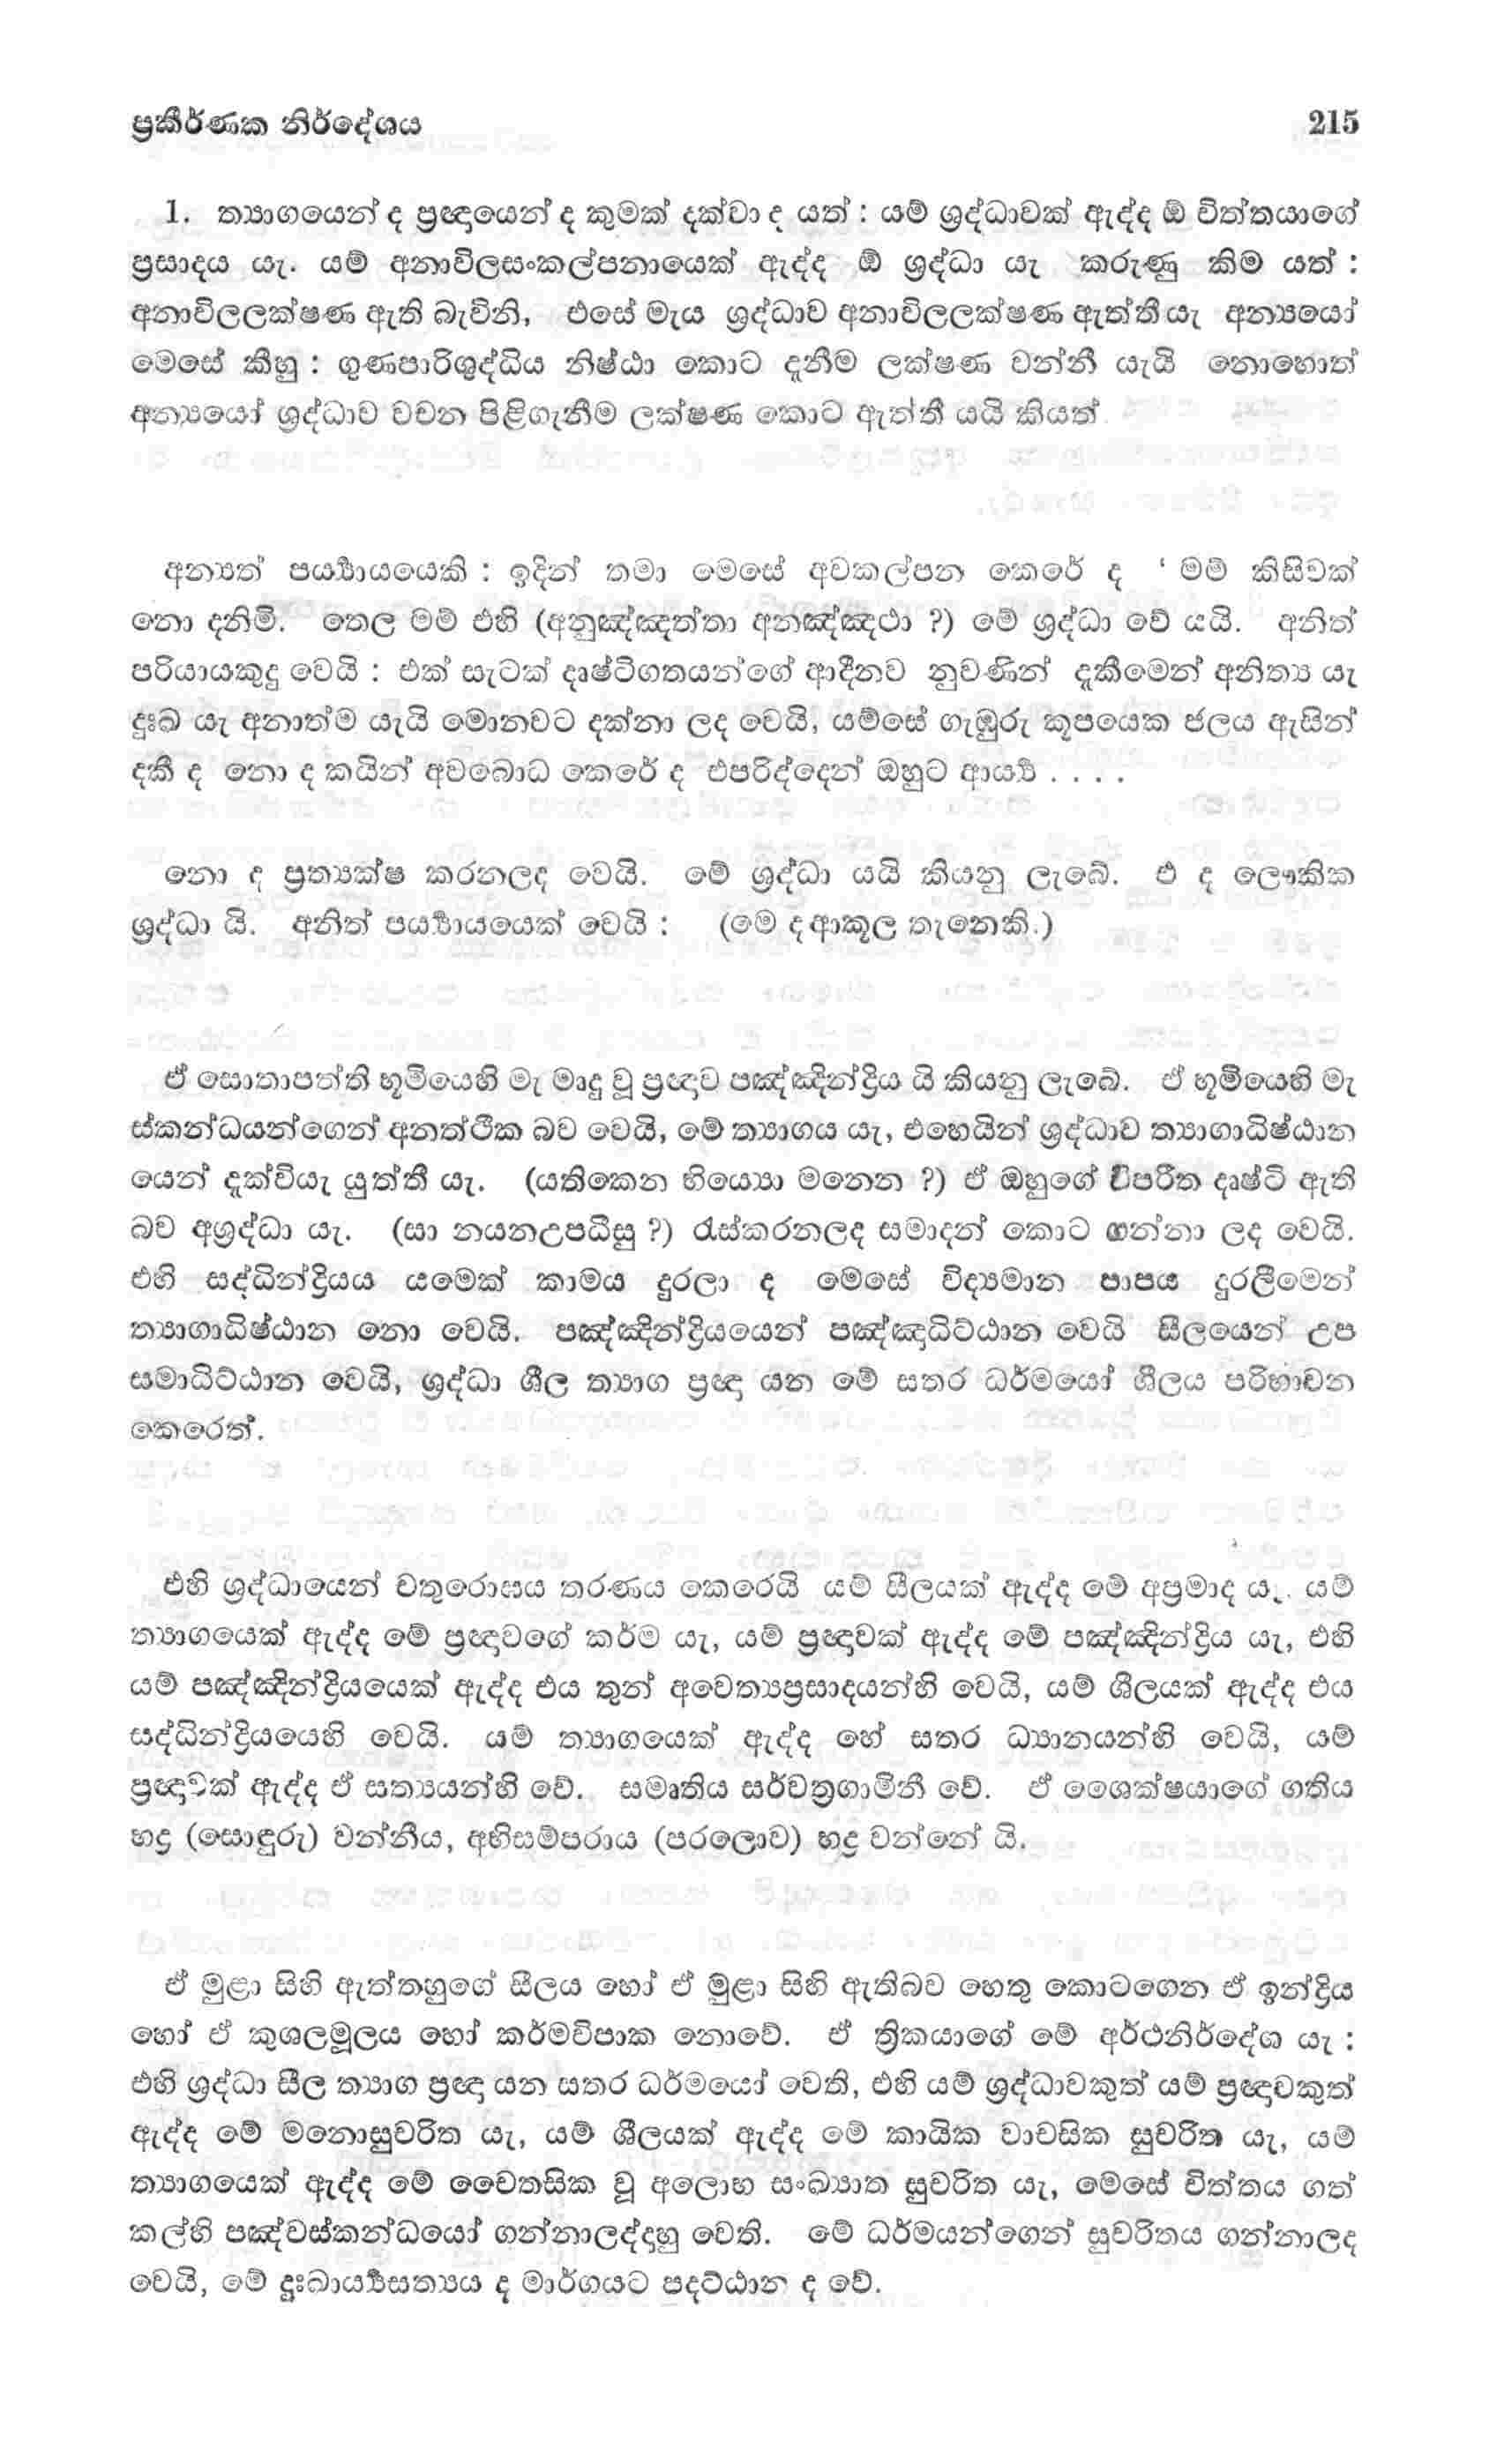 ප්‍රකීර්ණක නිර්දේශය 215
1. ත්‍යාගයෙන් ද ප්‍රඥායෙන් ද කුමක් දක්වා ද යත් : යම් ශ්‍රද්ධාවක් ඇද්ද ඕ චිත්තයාගේ
ප්‍රසාදය යැ. යම් අනාවිලසංකල්පනායෙක් ඇද්ද ඕ ශ්‍රද්ධා යැ කරුණු කිම යත් :
අනාවිලලක්ෂණ ඇති බැවිනි, එසේ මැය ශ්‍රද්ධාව අනාවිලලක්ෂණ ඇත්තී යැ අන්‍යයෝ
මෙසේ කීහු : ගුණපාරිශුද්ධිය නිෂ්ඨා කොට දැනීම ලක්ෂණ වන්නී යැයි නොහොත්
අන්‍යයෝ ශ්‍රද්ධාව වචන පිළිගැනීම ලක්ෂණ කොට ඇත්තී යයි කියත්
අන්‍යත් පර්‍ය්‍යායයෙකි : ඉදින් තමා මෙසේ අවකල්පන කෙරේ ද ‘ මම් කිසිවක්
නො දනිමි. තෙල මම් එහි (අනුඤ්ඤත්තා අනඤ්ඤථා ?) මේ ශ්‍රද්ධා වේ යයි. අනිත්
පරියායකුදු වෙයි : එක් සැටක් දෘෂ්ටිගතයන්ගේ ආදීනව නුවණින් දැකීමෙන් අනිත්‍ය යැ
දුඃඛ යැ අනාත්ම යැයි මොනවට දක්නා ලද වෙයි, යම්සේ ගැඹුරු කූපයෙක ජලය ඇසින්
දකී ද නො ද කයින් අවබොධ කෙරේ ද එපරිද්දෙන් ඔහුට ආර්‍ය්‍ය . . . .
නො ද ප්‍රත්‍යක්ෂ කරනලද වෙයි. මේ ශ්‍රද්ධා යයි කියනු ලැබේ. එ ද ලෞකික
ශ්‍රද්ධා යි. අනිත් පර්‍ය්‍යායයෙක් වෙයි : (මෙ ද ආකූල තැනෙකි.)
ඒ සොතාපත්ති භූමියෙහි මැ මෘදු වූ ප්‍රඥාව පඤ්ඤින්ද්‍රිය යි කියනු ලැබේ. ඒ භූමියෙහි මැ
ස්කන්ධයන්ගෙන් අනත්ථික බව වෙයි, මේ ත්‍යාගය යැ, එහෙයින් ශ්‍රද්ධාව ත්‍යාගාධිෂ්ඨාන
යෙන් දැක්වියැ යුත්තී යැ. (යතිකෙන භිය්‍යො මනෙන ?) ඒ ඔහුගේ විපරීත දෘෂ්ටි ඇති
බව අශ්‍රද්ධා යැ. (සා නයනඋපධීසු ?) රැස්කරනලද සමාදන් කොට ගන්නා ලද වෙයි.
එහි සද්ධින්ද්‍රියය යමෙක් කාමය දුරලා ද මෙසේ විද්‍යමාන පාපය දුරලීමෙන්
ත්‍යාගාධිෂ්ඨාන නො වෙයි. පඤ්ඤින්ද්‍රියයෙන් පඤ්ඤාධිට්ඨාන වෙයි සීලයෙන් උප
සමාධිට්ඨාන වෙයි, ශ්‍රද්ධා ශීල ත්‍යාග ප්‍රඥා යන මේ සතර ධර්මයෝ ශීලය පරිභාවන
කෙරෙත්.
එහි ශ්‍රද්ධායෙන් චතුරොඝය තරණය කෙරෙයි යම් සීලයක් ඇද්ද මේ අප්‍රමාද යැ. යම්
ත්‍යාගයෙක් ඇද්ද මේ ප්‍රඥාවගේ කර්ම යැ, යම් ප්‍රඥාවක් ඇද්ද මේ පඤ්ඤින්ද්‍රිය යැ, එහි
යම් පඤ්ඤින්ද්‍රියයෙක් ඇද්ද එය තුන් අවෙත්‍යප්‍රසාදයන්හි වෙයි, යම් ශීලයක් ඇද්ද එය
සද්ධින්ද්‍රියයෙහි වෙයි. යම් ත්‍යාගයෙක් ඇද්ද හේ සතර ධ්‍යානයන්හි වෙයි, යම්
ප්‍රඥාවක් ඇද්ද ඒ සත්‍යයන්හි වේ. සමෘතිය සර්වත්‍රගාමිනී වේ. ඒ ශෛක්ෂයාගේ ගතිය
භද්‍ර (සොඳුරු) වන්නීය, අභිසම්පරාය (පරලොව) භද්‍ර වන්නේ යි.
ඒ මුළා සිහි ඇත්තහුගේ සීලය හෝ ඒ මුළා සිහි ඇතිබව හෙතු කොටගෙන ඒ ඉන්ද්‍රිය
හෝ ඒ කුශලමූලය හෝ කර්මවිපාක නොවේ. ඒ ත්‍රිකයාගේ මේ අර්ථනිර්දේශ යැ :
එහි ශ්‍රද්ධා සීල ත්‍යාග ප්‍රඥා යන සතර ධර්මයෝ වෙති, එහි යම් ශ්‍රද්ධාවකුත් යම් ප්‍රඥාවකුත්
ඇද්ද මේ මනොසුචරිත යැ, යම් ශීලයක් ඇද්ද මේ කායික වාචසික සුචරිත යැ, යම්
ත්‍යාගයෙක් ඇද්ද මේ චෛතසික වූ අලොභ සංඛ්‍යාත සුචරිත යැ, මෙසේ චිත්තය ගත්
කල්හි පඤ්චස්කන්ධයෝ ගන්නාලද්දාහු වෙති. මේ ධර්මයන්ගෙන් සුචරිතය ගන්නාලද
වෙයි, මේ දුඃඛාර්‍ය්‍යසත්‍යය ද මාර්ගයට පදට්ඨාන ද වේ.